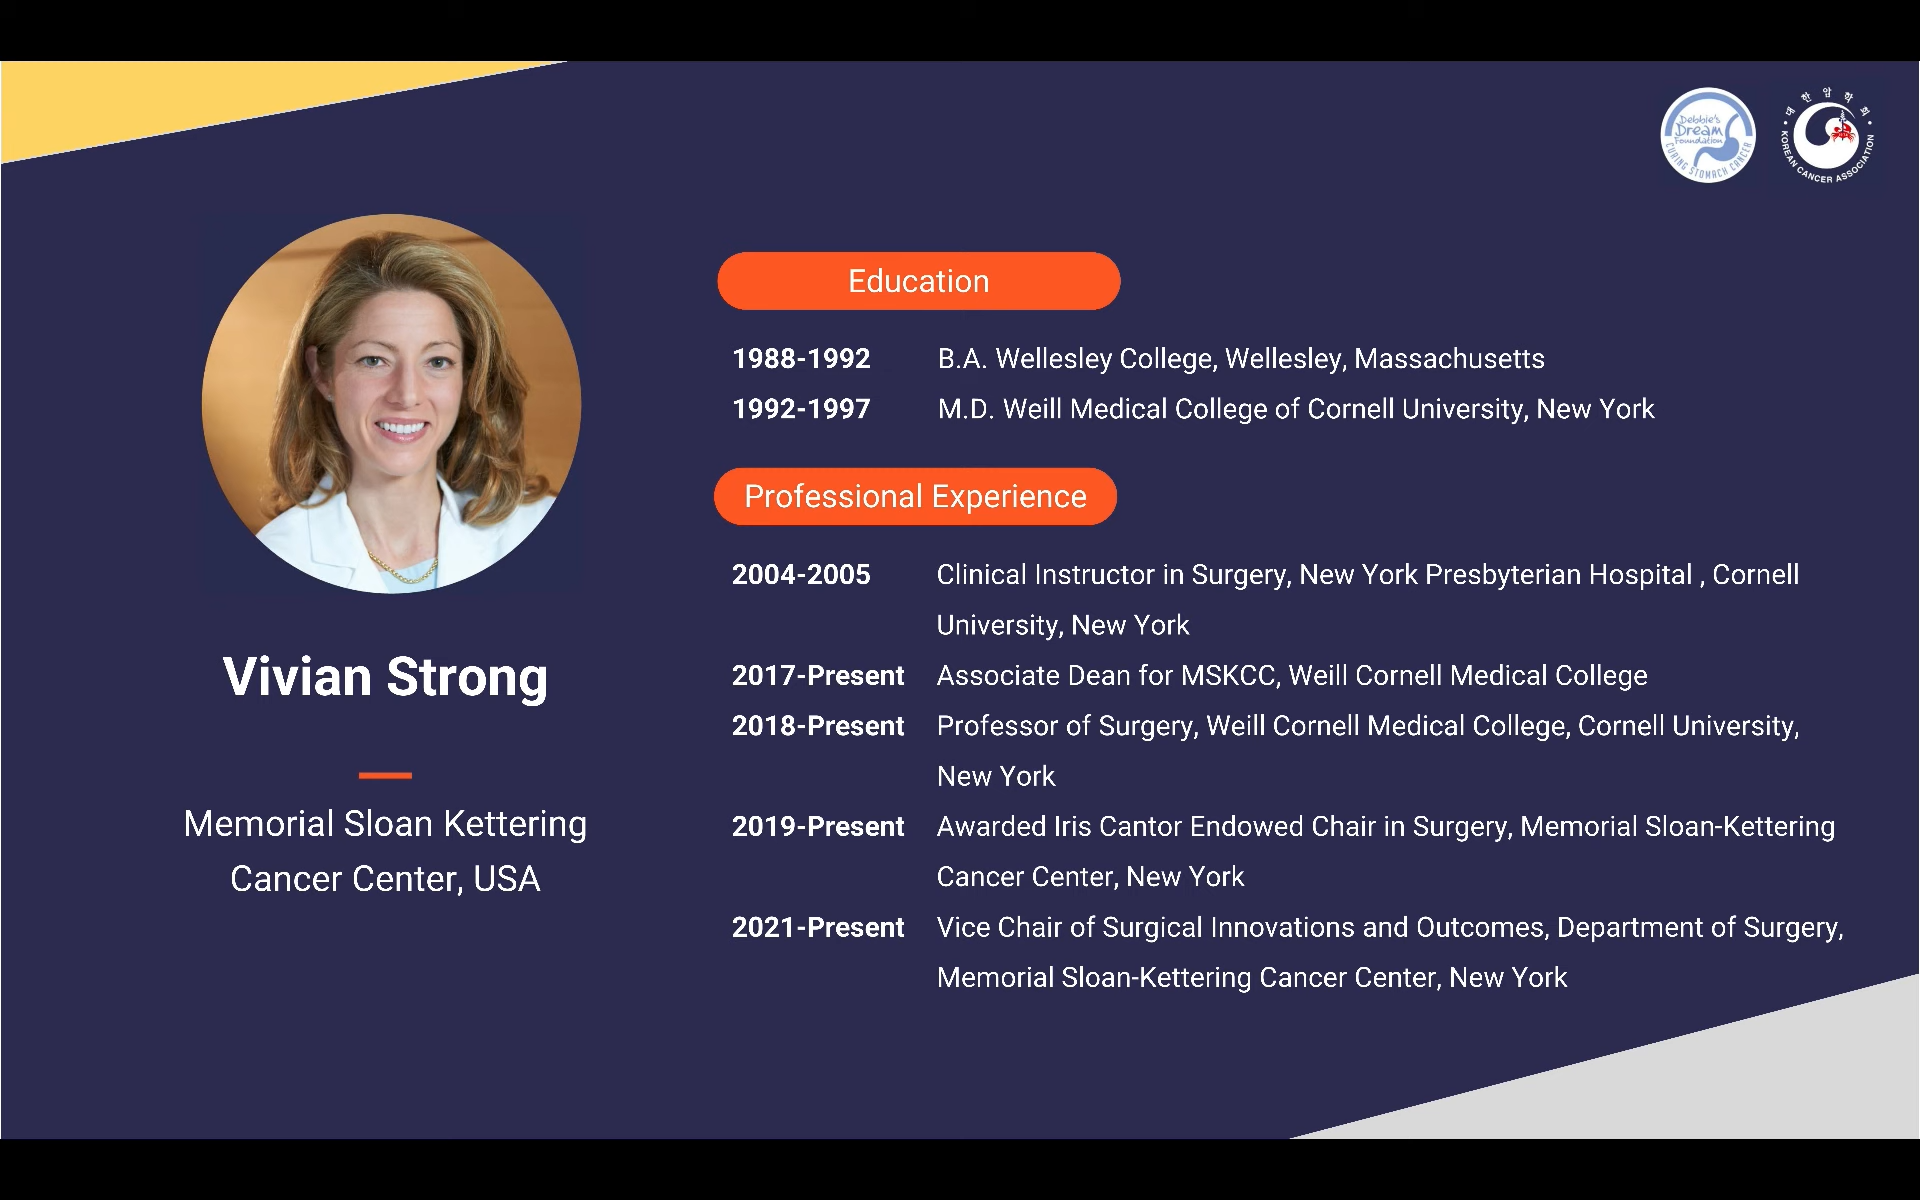 Debbie's
Dream
Foundation
CURING STOMACH CANCER
대한암학회
KOREAN CANCER ASSOCIATION
Education
1988-1992 B.A. Wellesley College, Wellesley, Massachusetts
1992-1997 M.D. Weill Medical College of Cornell University, New York
Professional Experience
2004-2005 Clinical Instructor in Surgery, New York Presbyterian Hospital , Cornell
University, New York
2017-Present Associate Dean for MSKCC, Weill Cornell Medical College
2018-Present Professor of Surgery, Weill Cornell Medical College, Cornell University,
New York
2019-Present Awarded Iris Cantor Endowed Chair in Surgery, Memorial Sloan-Kettering
Cancer Center, New York
2021-Present Vice Chair of Surgical Innovations and Outcomes, Department of Surgery,
Memorial Sloan-Kettering Cancer Center, New York
Vivian Strong
Memorial Sloan Kettering
Cancer Center, USA